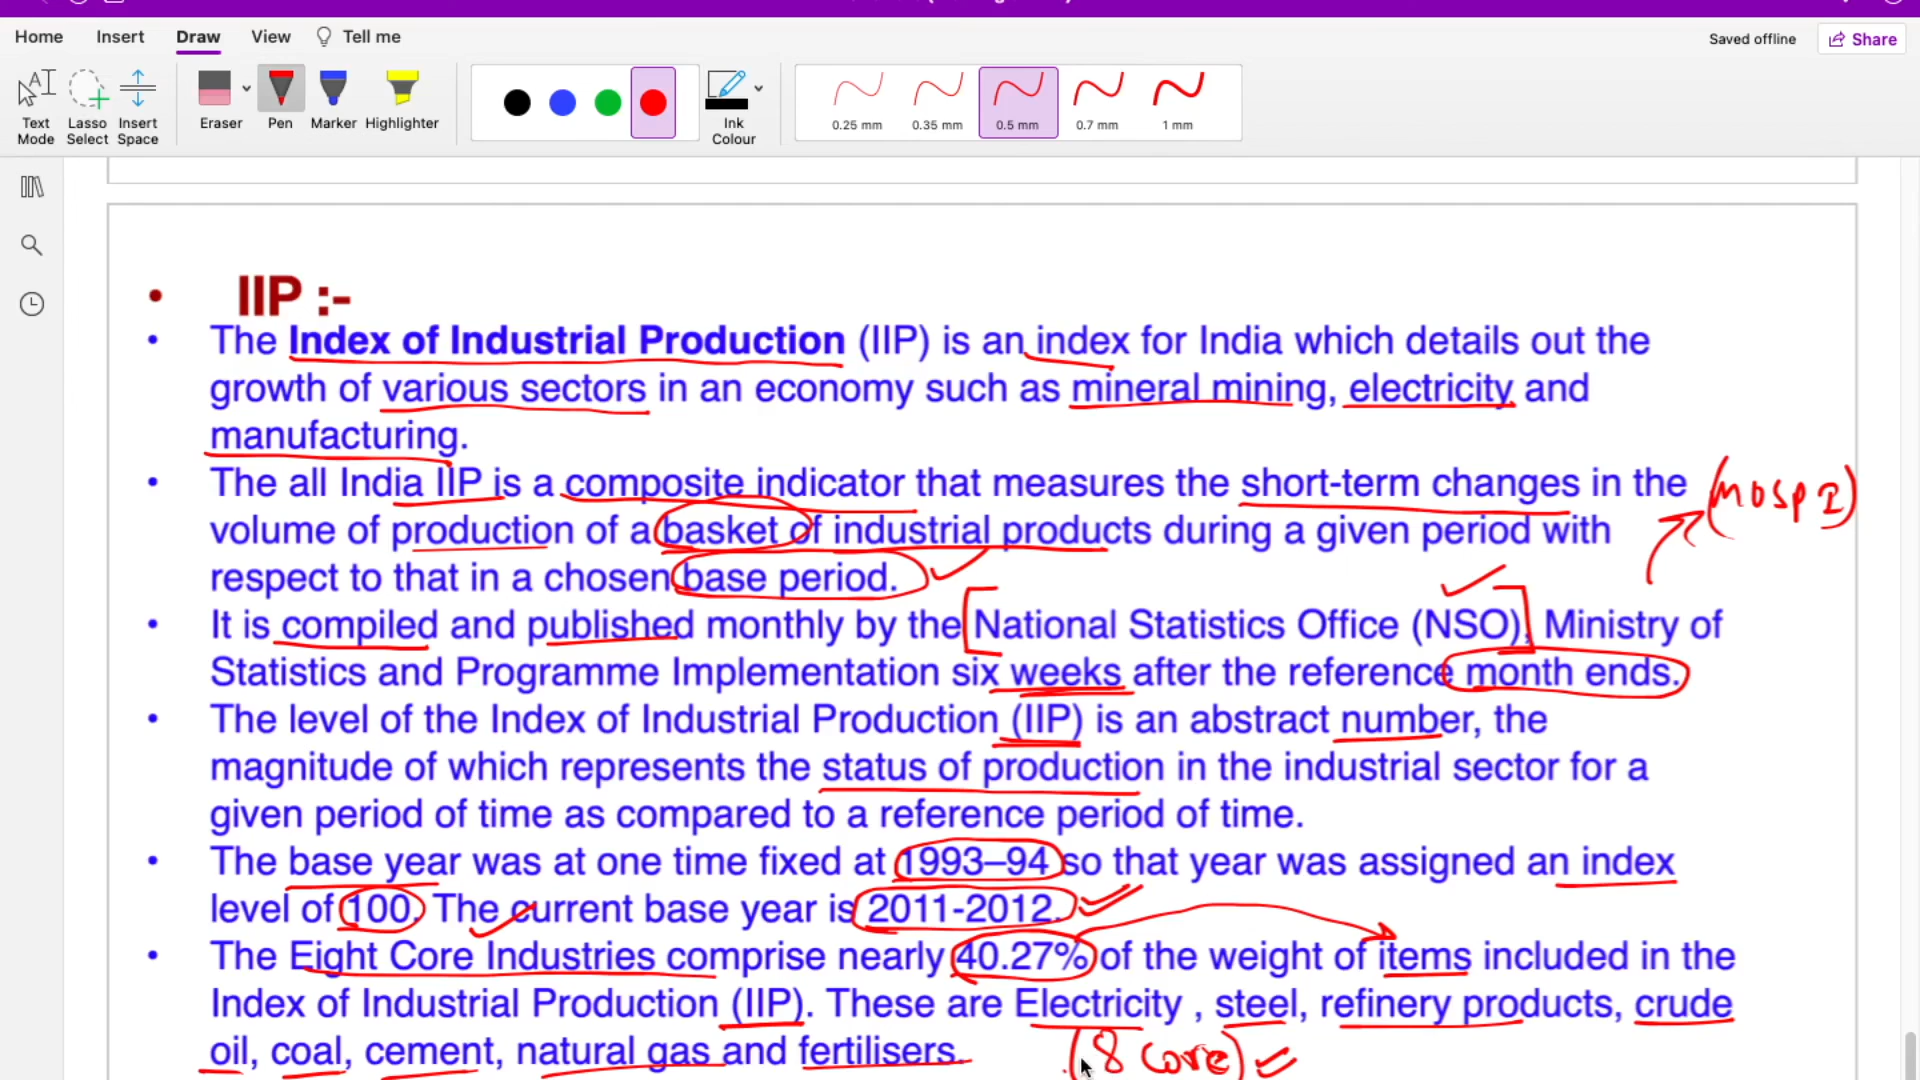 Home Insert Draw View Tell me
Saved offline Share
Text Mode
Lasso Select
Insert Space
Eraser
Pen
Marker
Highlighter
Ink Colour
0.25 mm 0.35 mm 0.5 mm 0.7 mm 1 mm
• IIP :-
• The Index of Industrial Production (IIP) is an index for India which details out the
growth of various sectors in an economy such as mineral mining, electricity and
manufacturing.
• The all India IIP is a composite indicator that measures the short-term changes in the
(MOSPI)
volume of production of a basket of industrial products during a given period with
respect to that in a chosen base period.
• It is compiled and published monthly by the National Statistics Office (NSO), Ministry of
Statistics and Programme Implementation six weeks after the reference month ends.
• The level of the Index of Industrial Production (IIP) is an abstract number, the
magnitude of which represents the status of production in the industrial sector for a
given period of time as compared to a reference period of time.
• The base year was at one time fixed at 1993–94 so that year was assigned an index
level of 100. The current base year is 2011-2012.
• The Eight Core Industries comprise nearly 40.27% of the weight of items included in the
Index of Industrial Production (IIP). These are Electricity , steel, refinery products, crude
oil, coal, cement, natural gas and fertilisers.
(8 core)